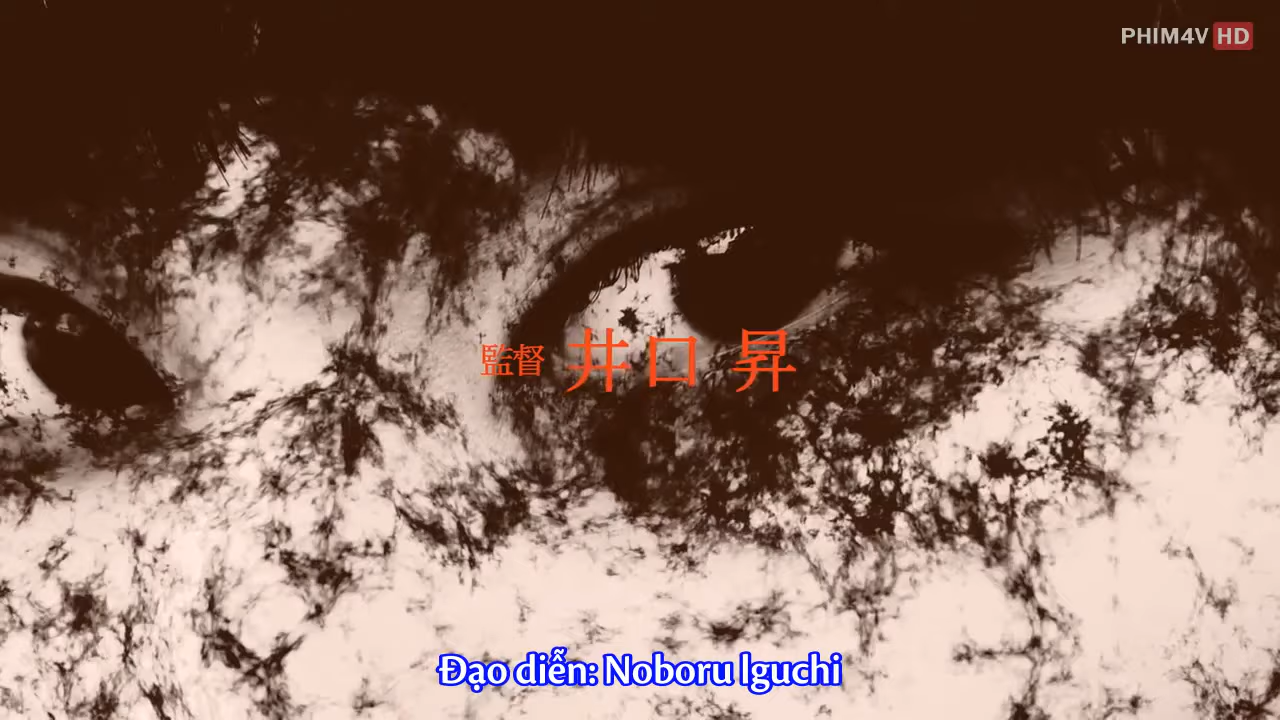 PHIM4V HD
監督 井口 昇
Đạo diễn: Noboru Iguchi